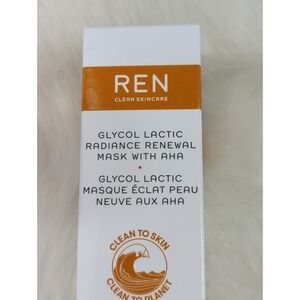 REN
CLEAN SKINCARE
GLYCOL LACTIC
RADIANCE RENEWAL
MASK WITH AHA
GLYCOL LACTIC
MASQUE ÉCLAT PEAU
NEUVE AUX AHA
CLEAN TO SKIN
CLEAN TO PLANET